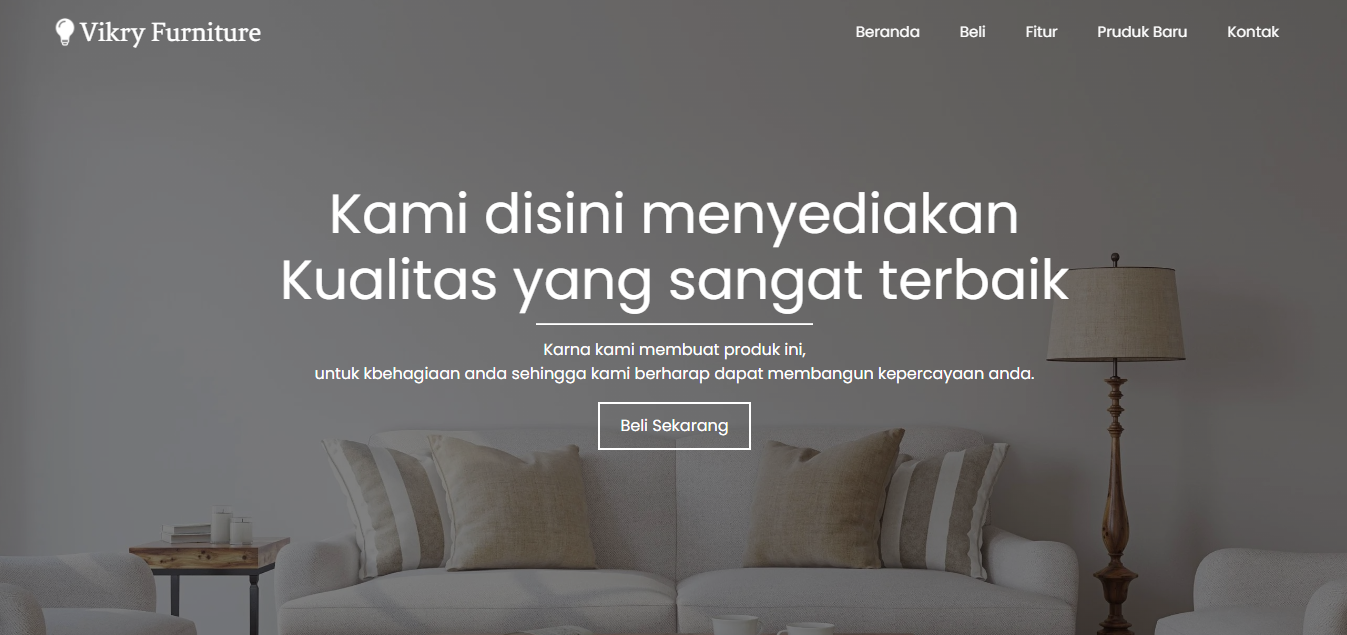 Vikry Furniture
Beranda Beli Fitur Pruduk Baru Kontak
Kami disini menyediakan
Kualitas yang sangat terbaik
Karna kami membuat produk ini,
untuk kbehagiaan anda sehingga kami berharap dapat membangun kepercayaan anda.
Beli Sekarang